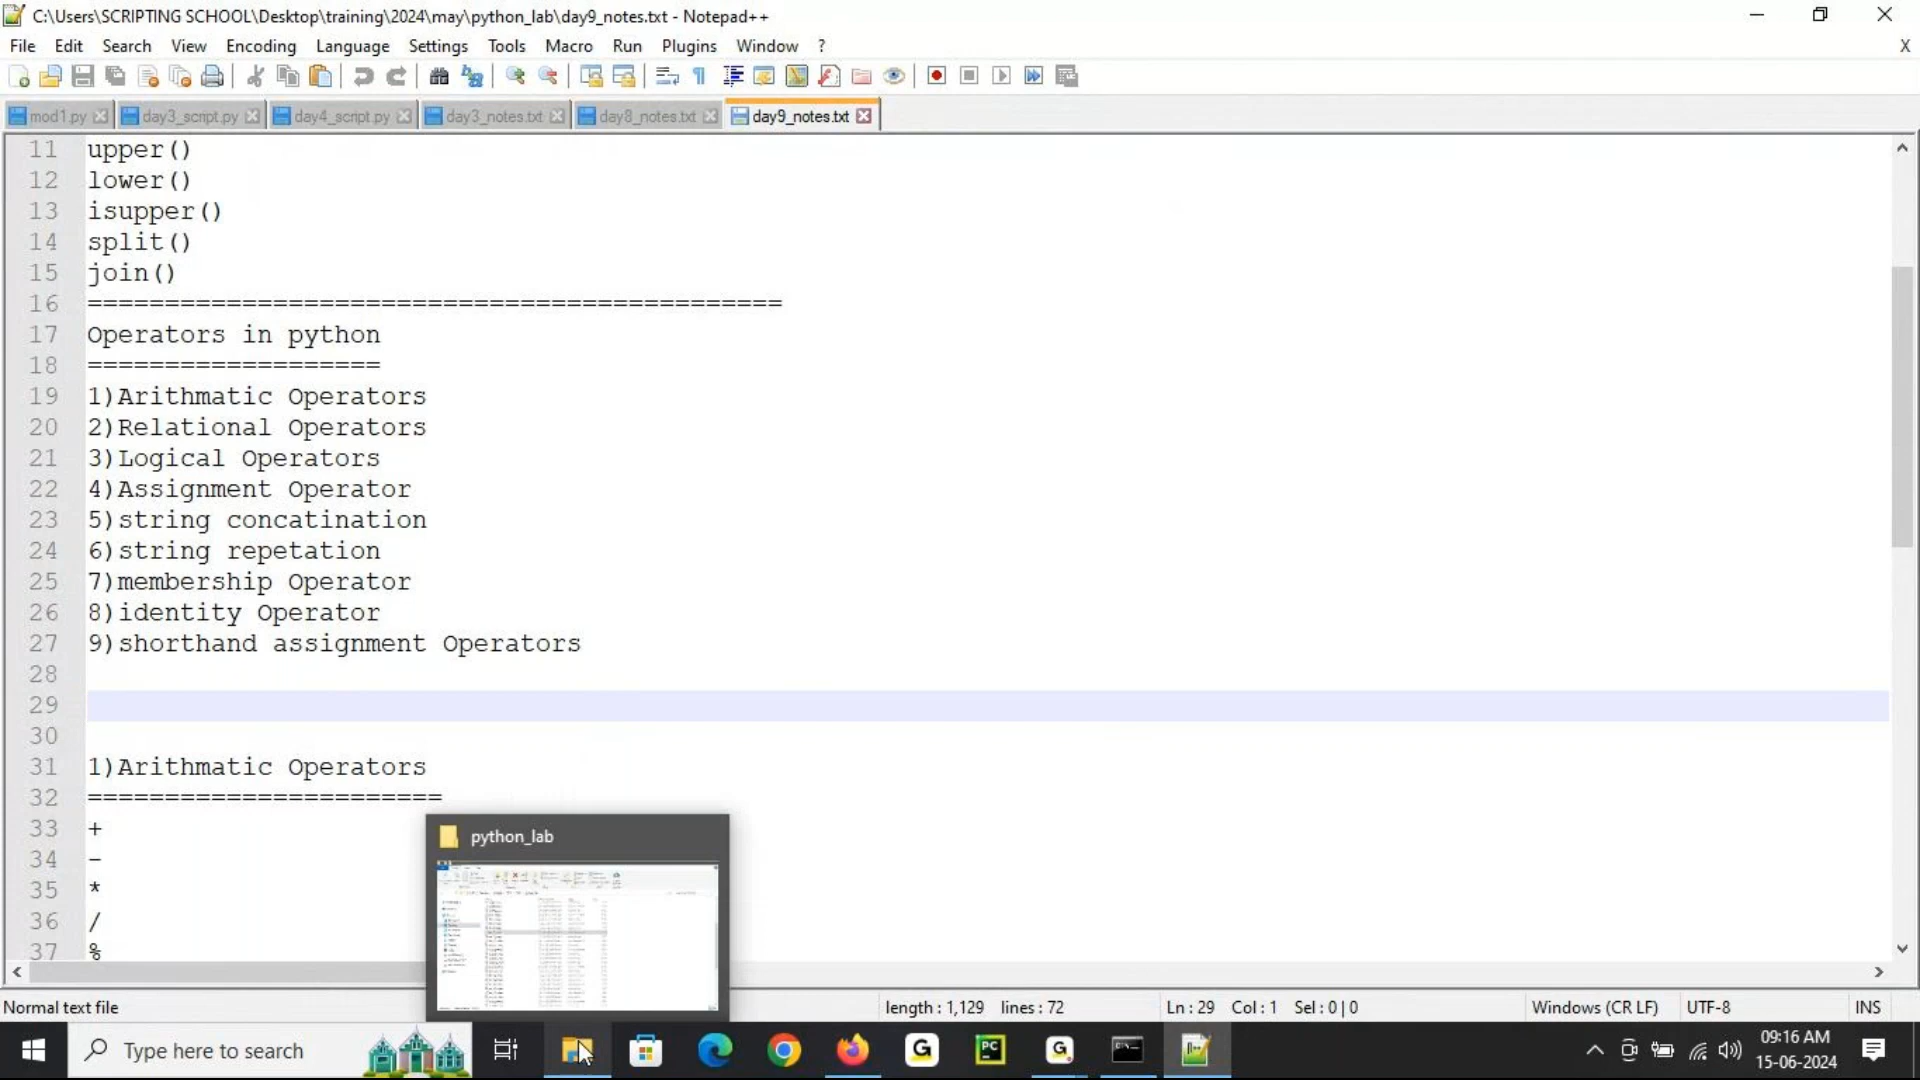 C:\Users\SCRIPTING SCHOOL\Desktop\training\2024\may\python_lab\day9_notes.txt - Notepad++
File Edit Search View Encoding Language Settings Tools Macro Run Plugins Window ? X
mod1.py day3_script.py day4_script.py day3_notes.txt day8_notes.txt day9_notes.txt
11 upper()
12 lower()
13 isupper()
14 split()
15 join()
16 =============================================
17 Operators in python
18 ===================
19 1)Arithmatic Operators
20 2)Relational Operators
21 3)Logical Operators
22 4)Assignment Operator
23 5)string concatination
24 6)string repetation
25 7)membership Operator
26 8)identity Operator
27 9)shorthand assignment Operators
28
29
30
31 1)Arithmatic Operators
32 =======================
33 +
34 -
35 *
36 /
37 %
python_lab
Normal text file length : 1,129 lines : 72 Ln : 29 Col : 1 Sel : 0 | 0 Windows (CR LF) UTF-8 INS
Type here to search
09:16 AM
15-06-2024